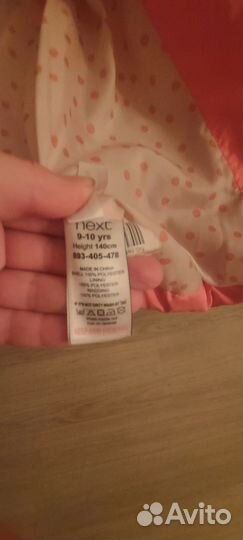 next
9-10 yrs
Height 140cm
893-405-478
MADE IN CHINA
SHELL 100% POLYESTER
LINING
100% POLYESTER
WADDING
100% POLYESTER
Avito